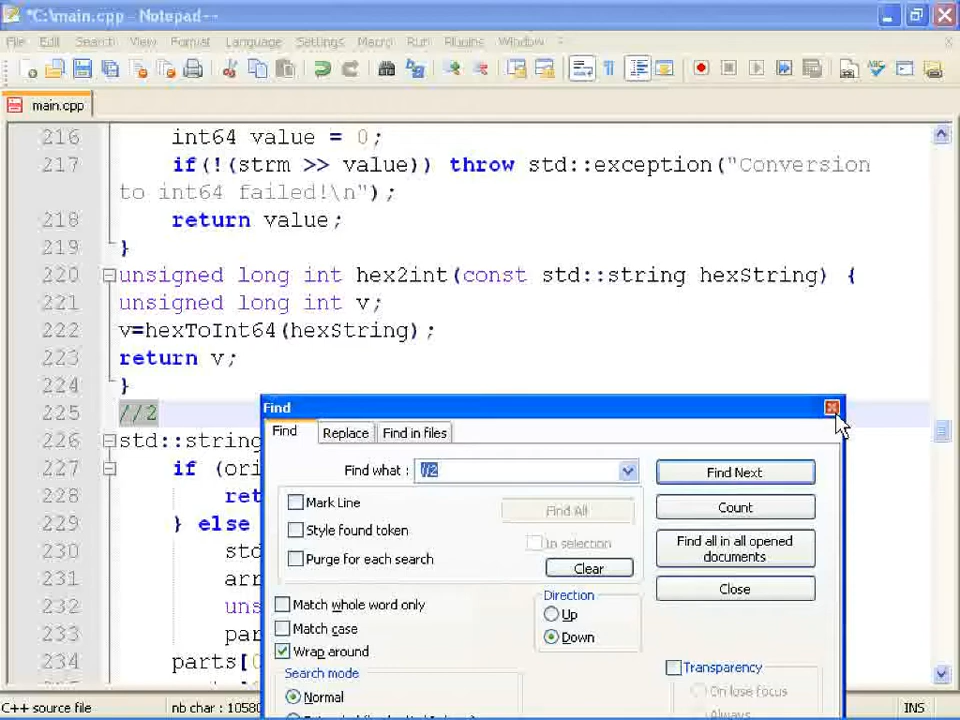 *C:\main.cpp - Notepad++
File Edit Search View Format Language Settings Macro Run Plugins Window
main.cpp
216 int64 value = 0;
217 if(!(strm >> value)) throw std::exception("Conversion
to int64 failed!\n");
218 return value;
219 }
220 unsigned long int hex2int(const std::string hexString) {
221 unsigned long int v;
222 v=hexToInt64(hexString);
223 return v;
224 }
225 //2
226 std::string
227 if (ori
228 ret
229 } else
230 std
231 arr
232 uns
233 par
234 parts[
Find
Find Replace Find in files
Find what : //2
Find Next
Mark Line
Style found token
Purge for each search
Find All
In selection
Clear
Count
Find all in all opened
documents
Close
Match whole word only
Match case
Wrap around
Direction
Up
Down
Search mode
Normal
Transparency
On lose focus
Always
C++ source file nb char : 10580 INS